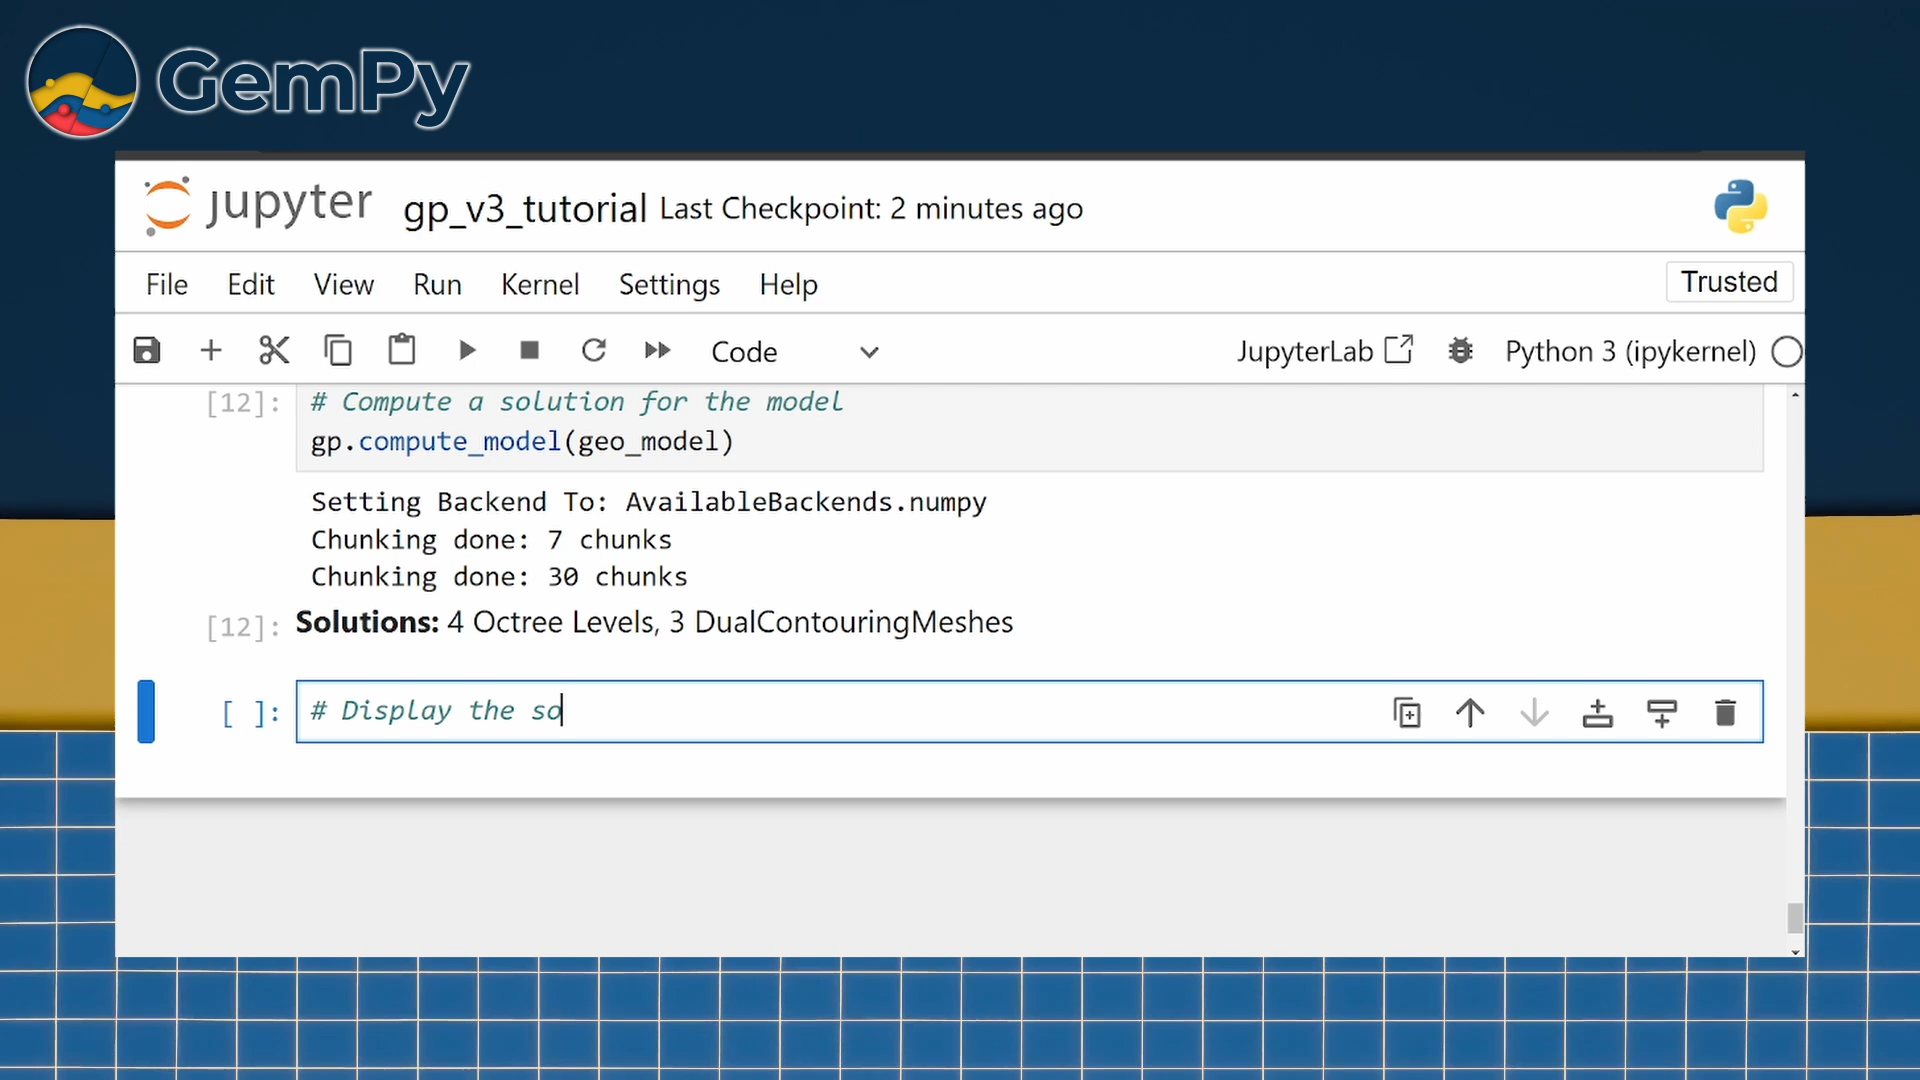 GemPy
jupyter gp_v3_tutorial Last Checkpoint: 2 minutes ago
File Edit View Run Kernel Settings Help Trusted
Code JupyterLab Python 3 (ipykernel)
[12]: # Compute a solution for the model
gp.compute_model(geo_model)
Setting Backend To: AvailableBackends.numpy
Chunking done: 7 chunks
Chunking done: 30 chunks
[12]: Solutions: 4 Octree Levels, 3 DualContouringMeshes
[ ]: # Display the so